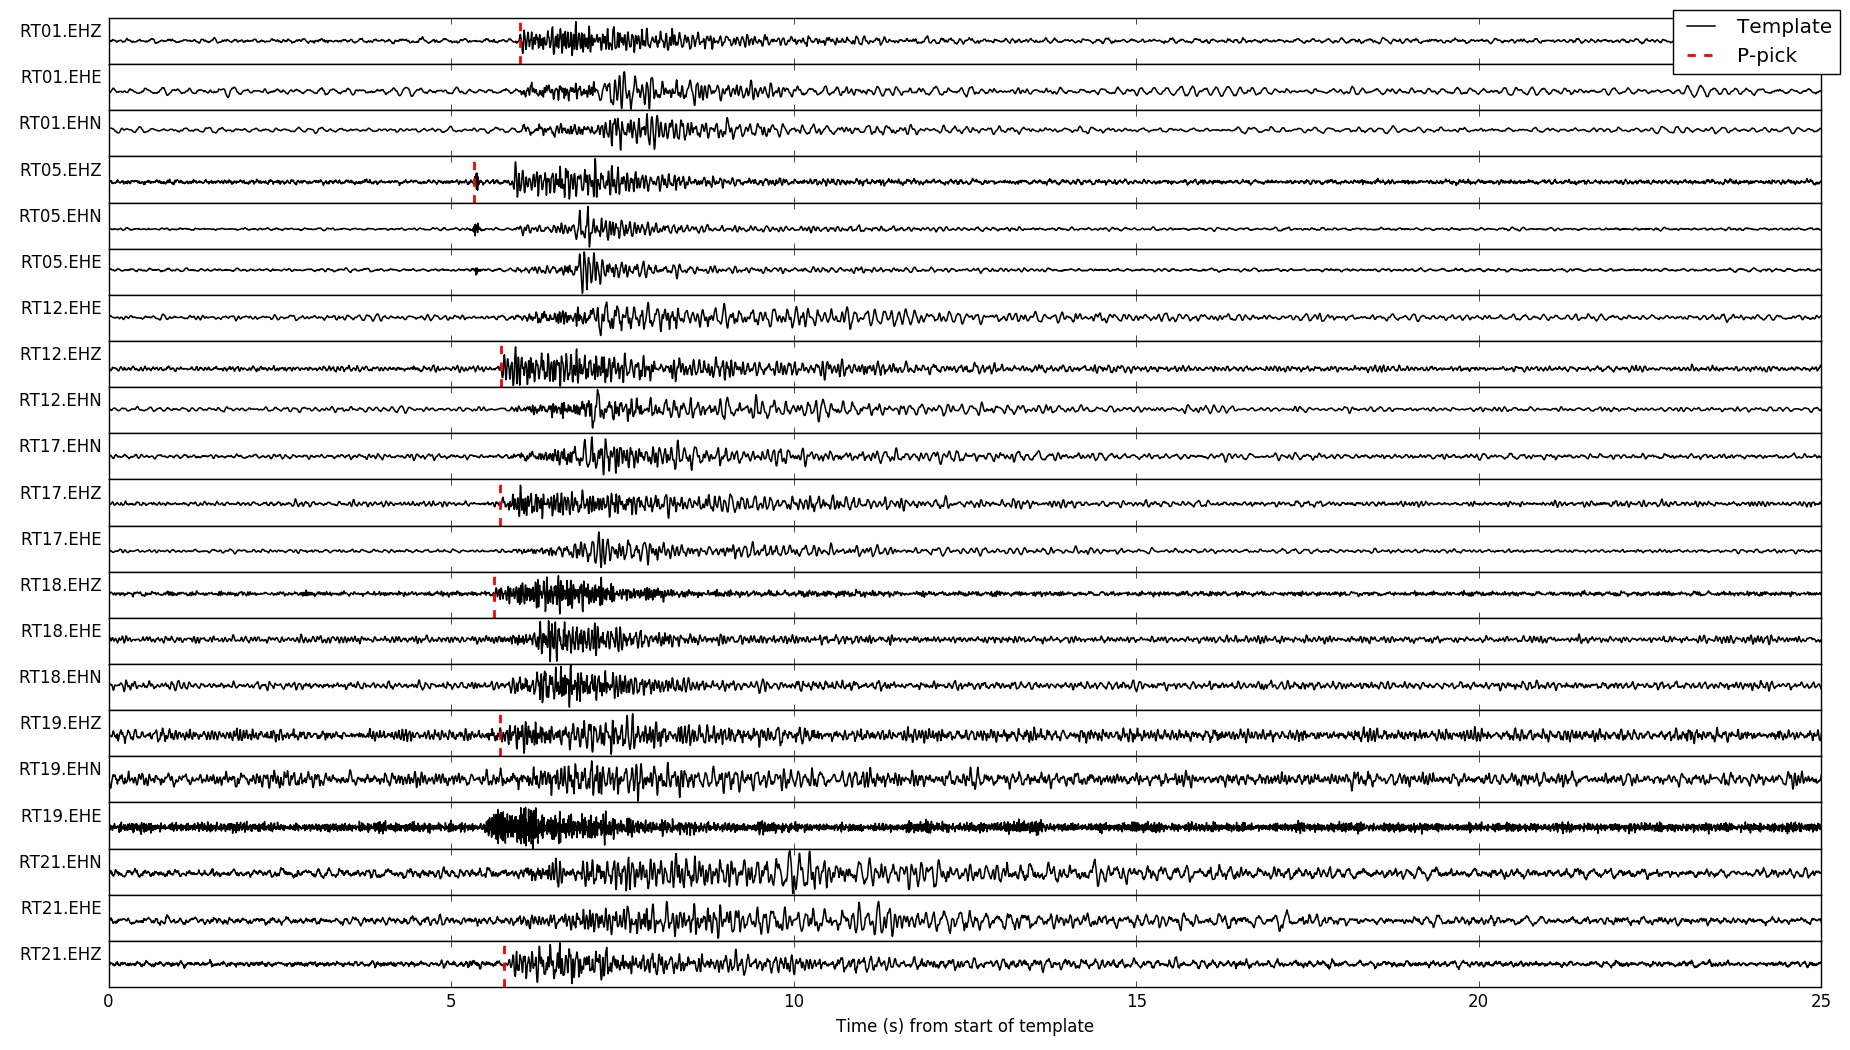 RT01.EHZ
Template
P-pick
RT01.EHE
RT01.EHN
RT05.EHZ
RT05.EHN
RT05.EHE
RT12.EHE
RT12.EHZ
RT12.EHN
RT17.EHN
RT17.EHZ
RT17.EHE
RT18.EHZ
RT18.EHE
RT18.EHN
RT19.EHZ
RT19.EHN
RT19.EHE
RT21.EHN
RT21.EHE
RT21.EHZ
0 5 10 15 20 25
Time (s) from start of template